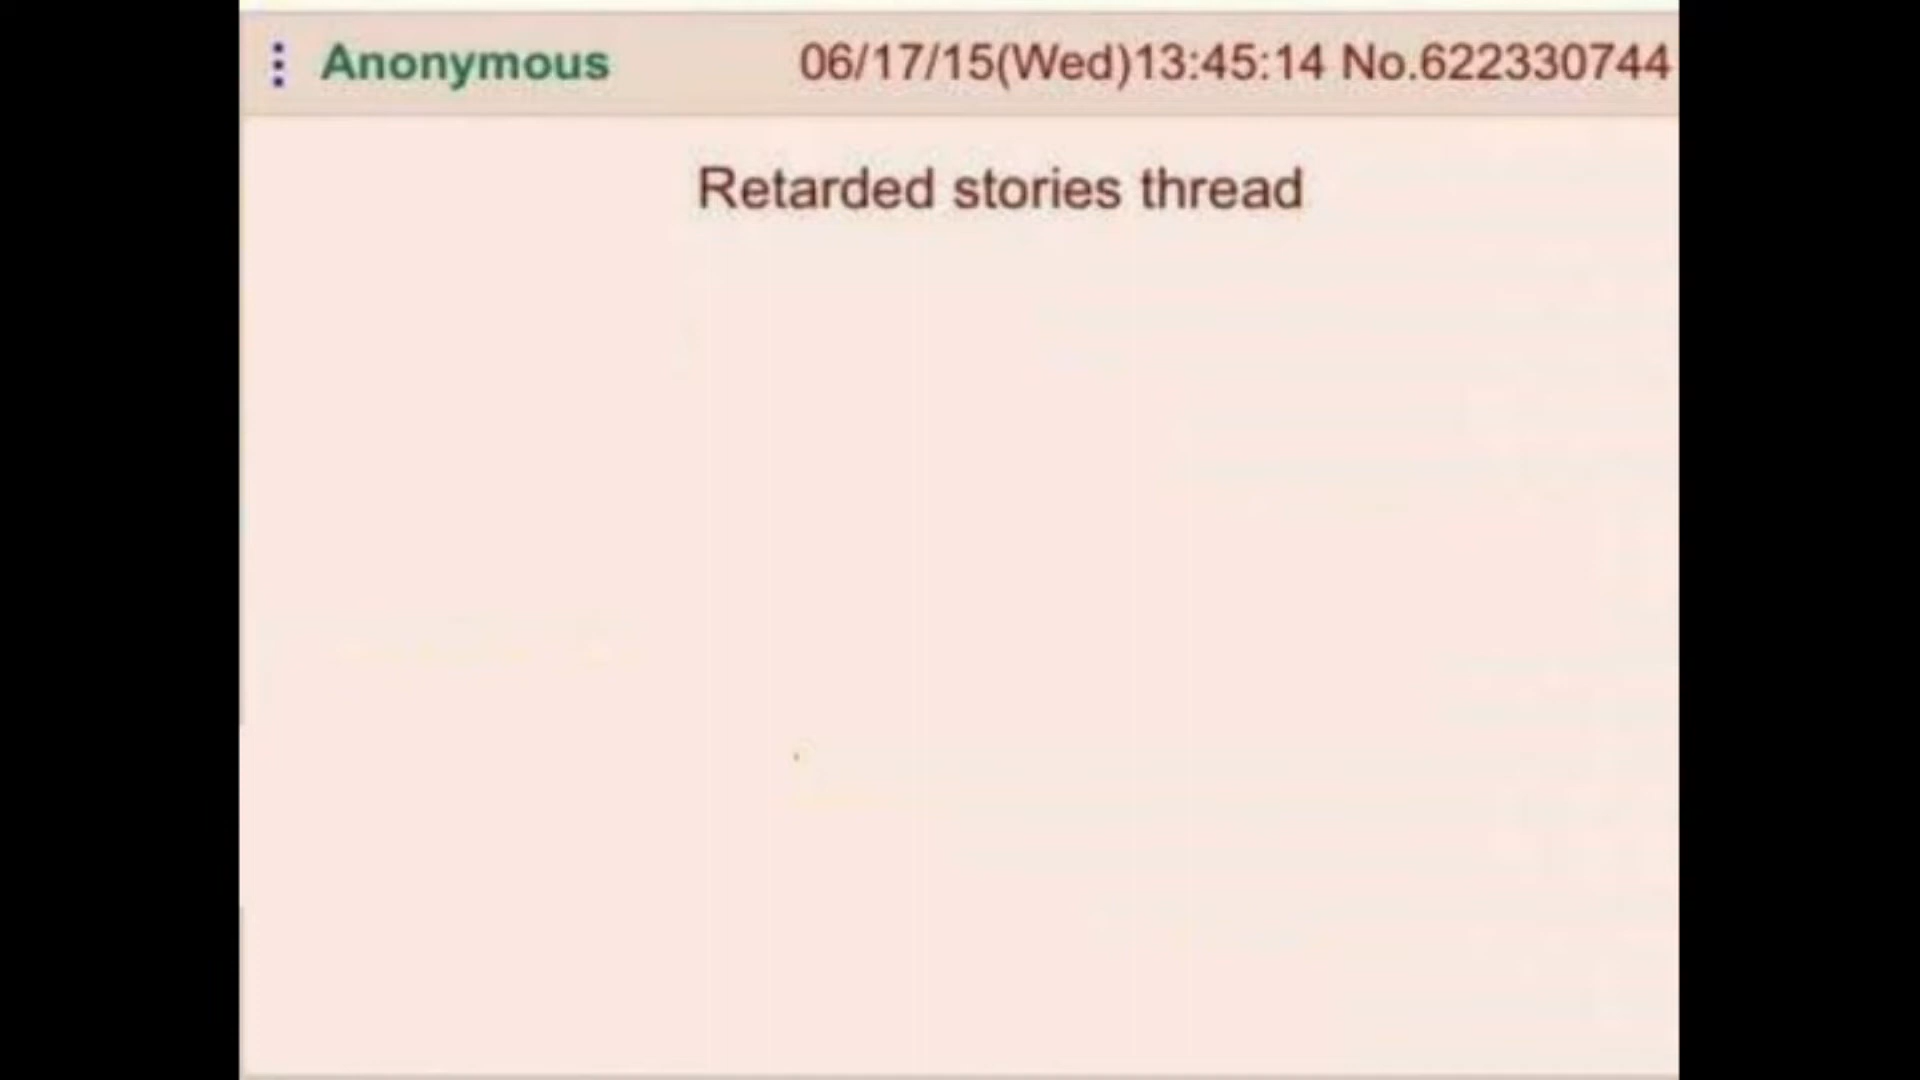 Anonymous 06/17/15(Wed)13:45:14 No.622330744
Retarded stories thread